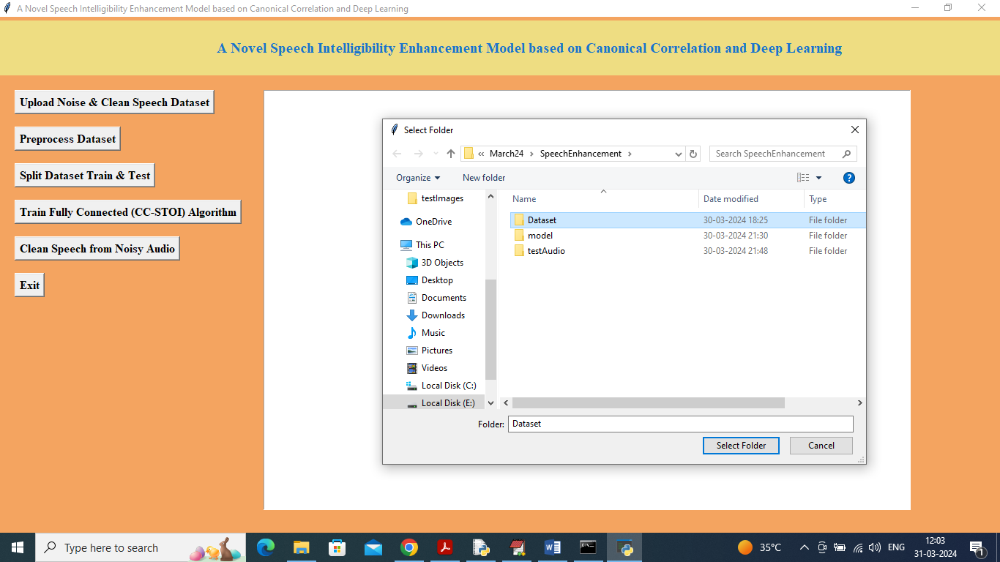 A Novel Speech Intelligibility Enhancement Model based on Canonical Correlation and Deep Learning
A Novel Speech Intelligibility Enhancement Model based on Canonical Correlation and Deep Learning
Upload Noise & Clean Speech Dataset
Preprocess Dataset
Split Dataset Train & Test
Train Fully Connected (CC-STOI) Algorithm
Clean Speech from Noisy Audio
Exit
Select Folder
« March24 › SpeechEnhancement ›
Search SpeechEnhancement
Organize
New folder
testImages
OneDrive
This PC
3D Objects
Desktop
Documents
Downloads
Music
Pictures
Videos
Local Disk (C:)
Local Disk (E:)
Name Date modified Type
Dataset 30-03-2024 18:25 File folder
model 30-03-2024 21:30 File folder
testAudio 30-03-2024 21:48 File folder
Folder: Dataset
Select Folder Cancel
Type here to search
35°C
ENG
12:03
31-03-2024
1